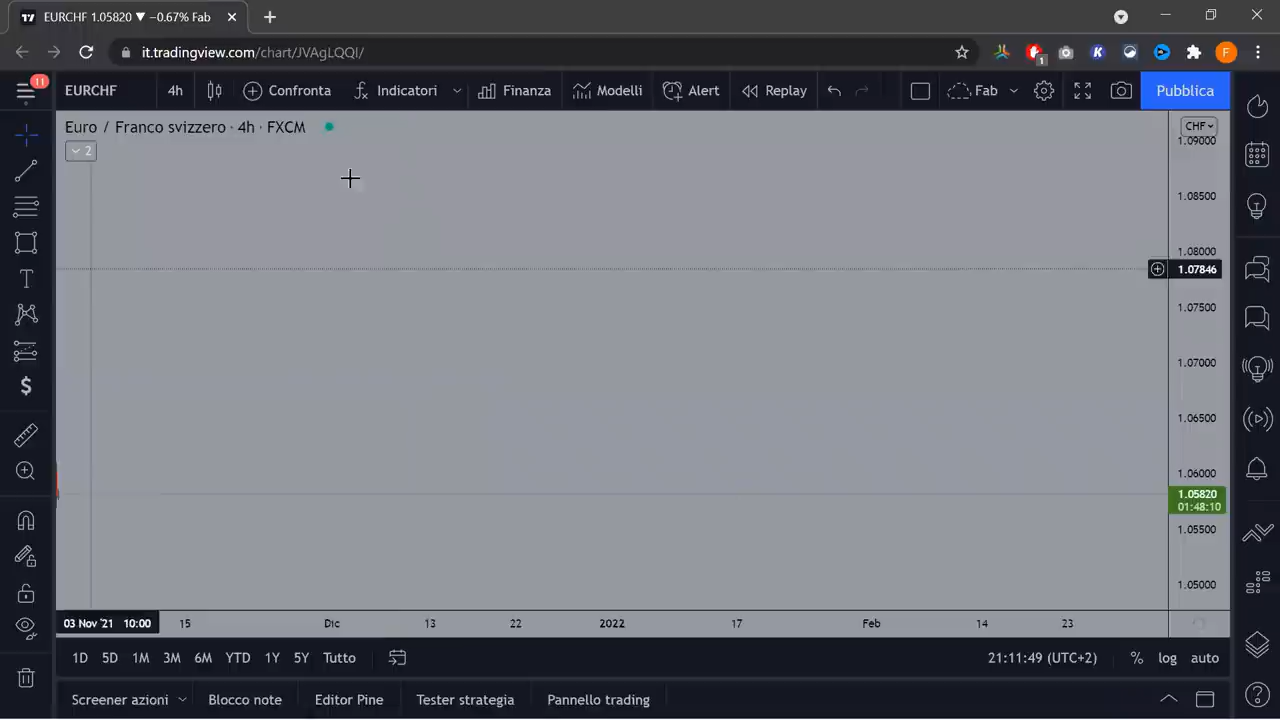 EURCHF 1.05820 ▼ −0.67% Fab
it.tradingview.com/chart/JVAgLQQI/
1
F
11
EURCHF
4h
Confronta
Indicatori
Finanza
Modelli
Alert
Replay
Fab
Pubblica
Euro / Franco svizzero · 4h · FXCM
2
CHF
1.09000
1.08500
1.08000
1.07846
1.07500
1.07000
1.06500
1.06000
1.05820
01:48:10
1.05500
1.05000
03 Nov '21 10:00
15
Dic
13
22
2022
17
Feb
14
23
1D 5D 1M 3M 6M YTD 1Y 5Y Tutto
21:11:49 (UTC+2)
% log auto
Screener azioni
Blocco note
Editor Pine
Tester strategia
Pannello trading